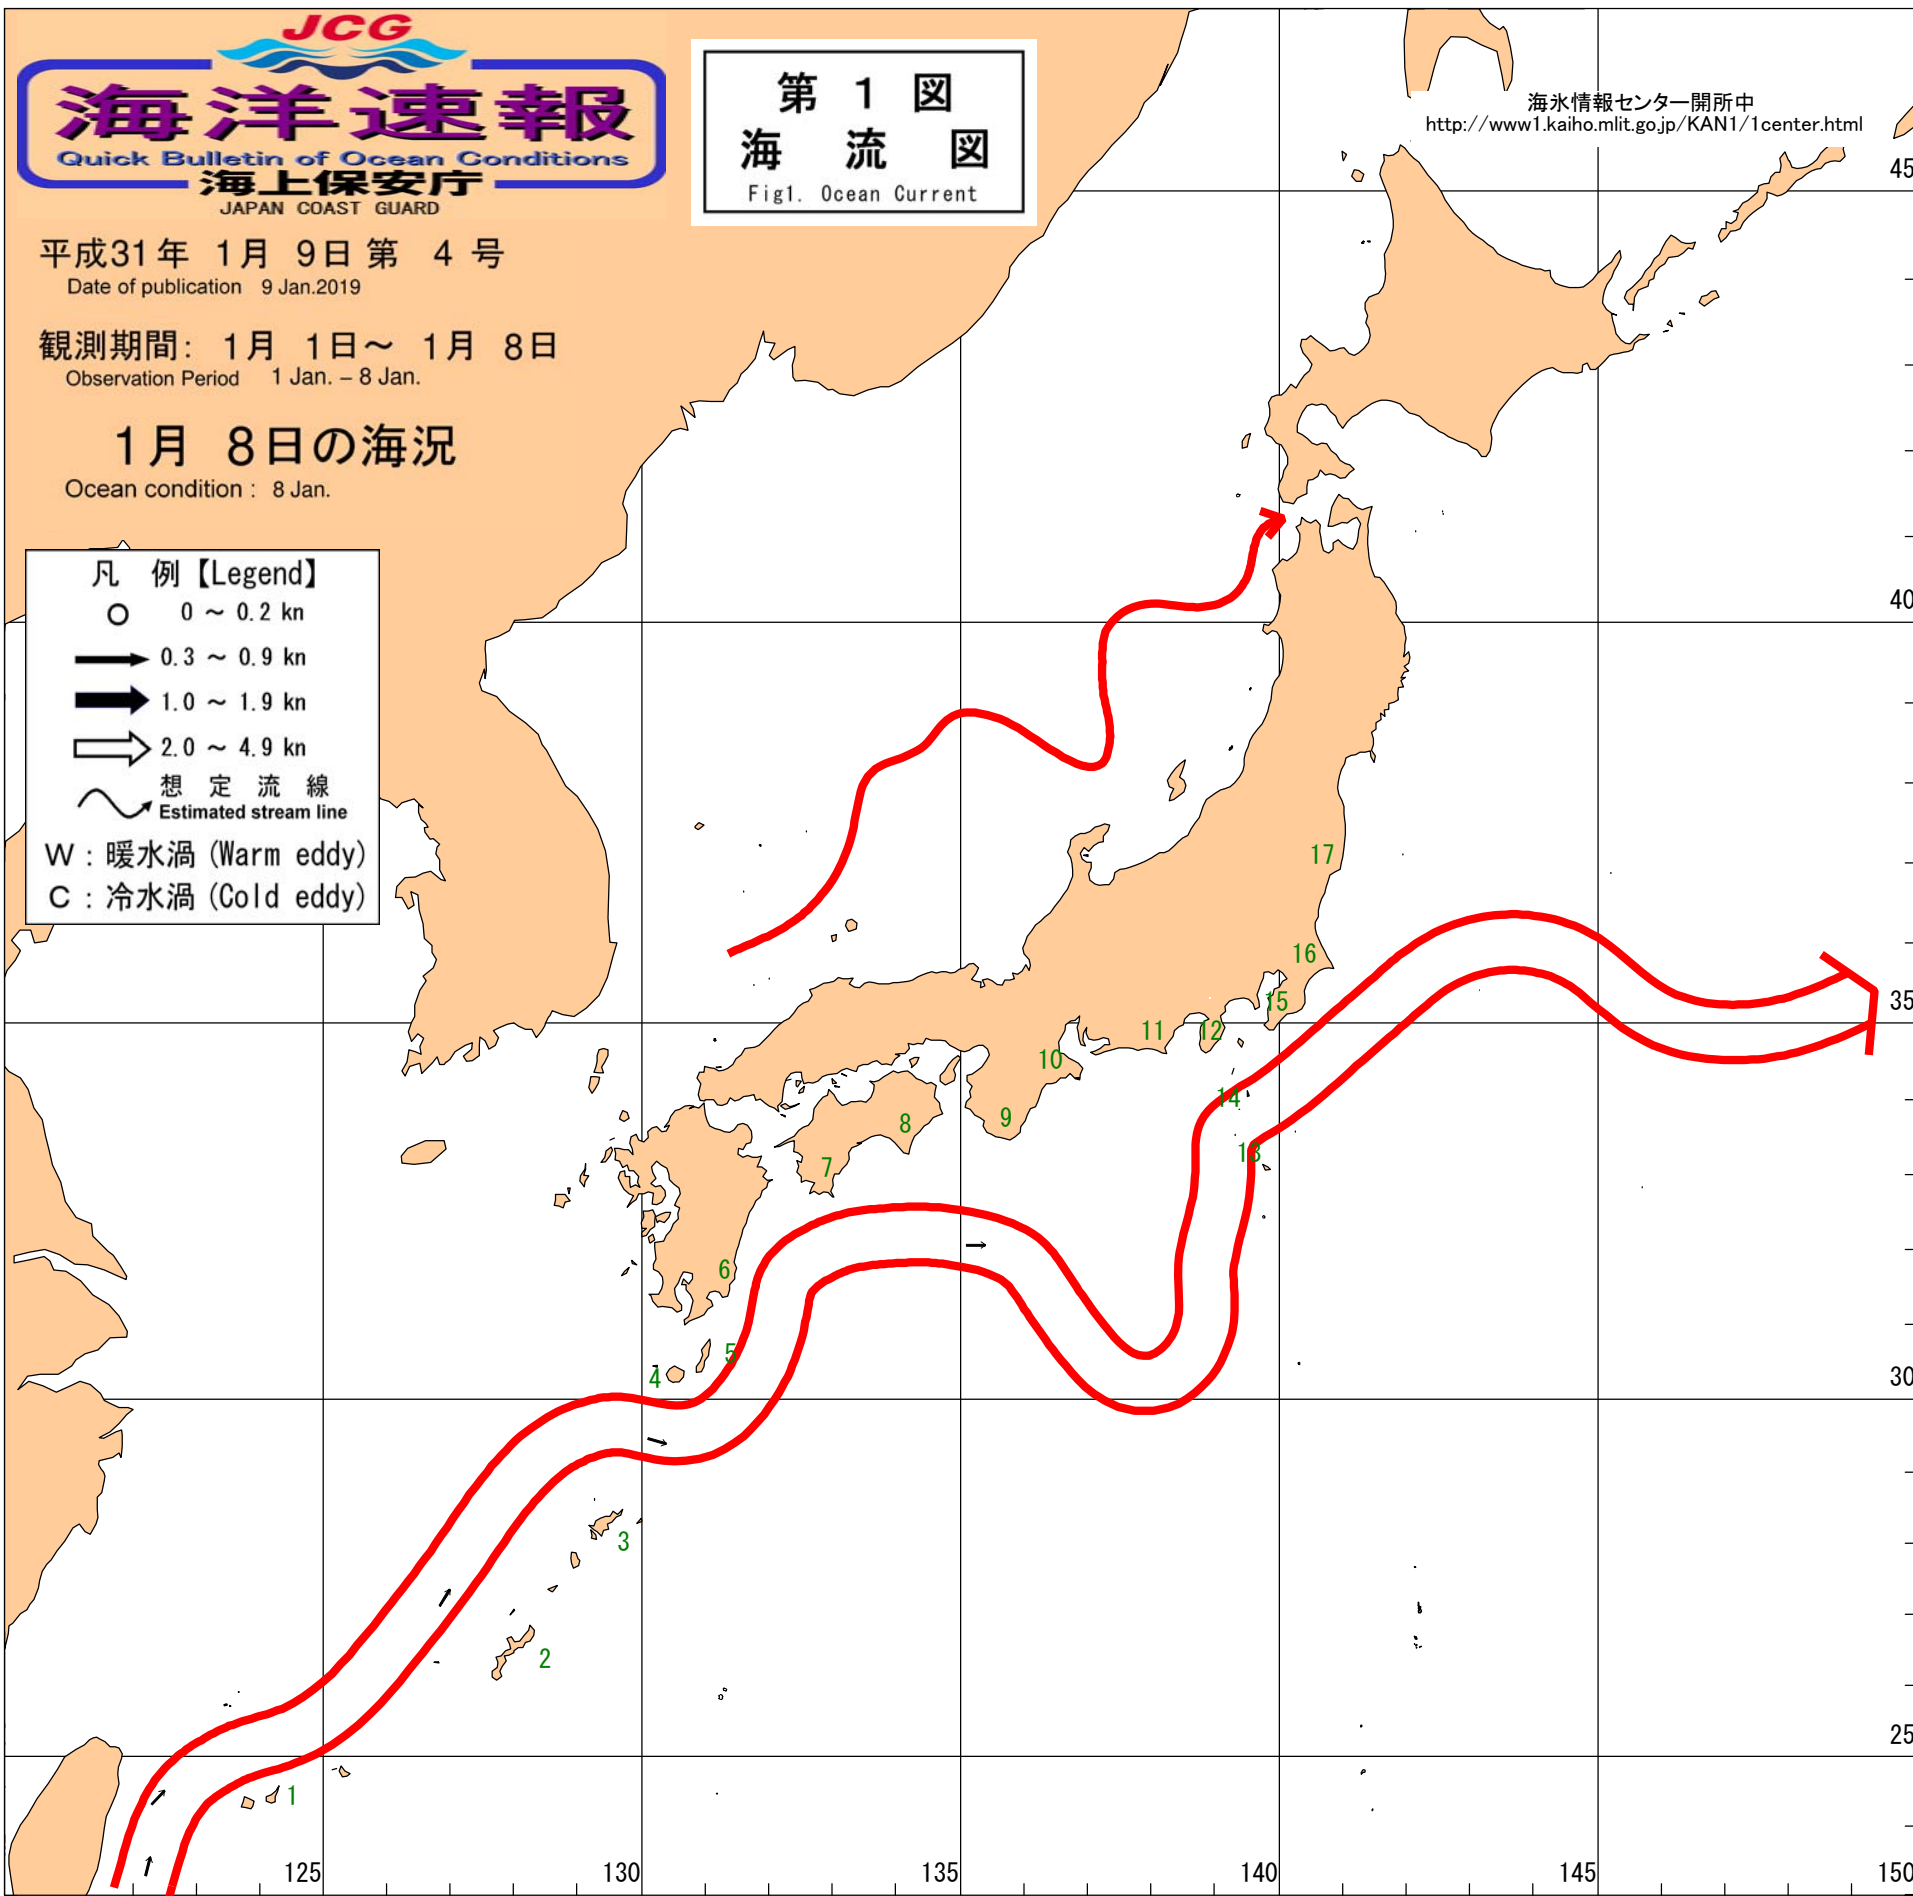 JCG
海洋速報
Quick Bulletin of Ocean Conditions
海上保安庁
JAPAN COAST GUARD
平成31年 1月 9日 第 4 号
Date of publication 9 Jan.2019
観測期間: 1月 1日～ 1月 8日
Observation Period 1 Jan. – 8 Jan.
1月 8日の海況
Ocean condition : 8 Jan.
第 1 図
海 流 図
Fig1. Ocean Current
海氷情報センター開所中
http://www1.kaiho.mlit.go.jp/KAN1/1center.html
凡 例【Legend】
0 ～ 0.2 kn
0.3 ～ 0.9 kn
1.0 ～ 1.9 kn
2.0 ～ 4.9 kn
想 定 流 線
Estimated stream line
W : 暖水渦 (Warm eddy)
C : 冷水渦 (Cold eddy)
45
40
17
16
15
35
11
12
10
14
9
8
13
7
6
5
4
30
3
2
25
1
125
130
135
140
145
150